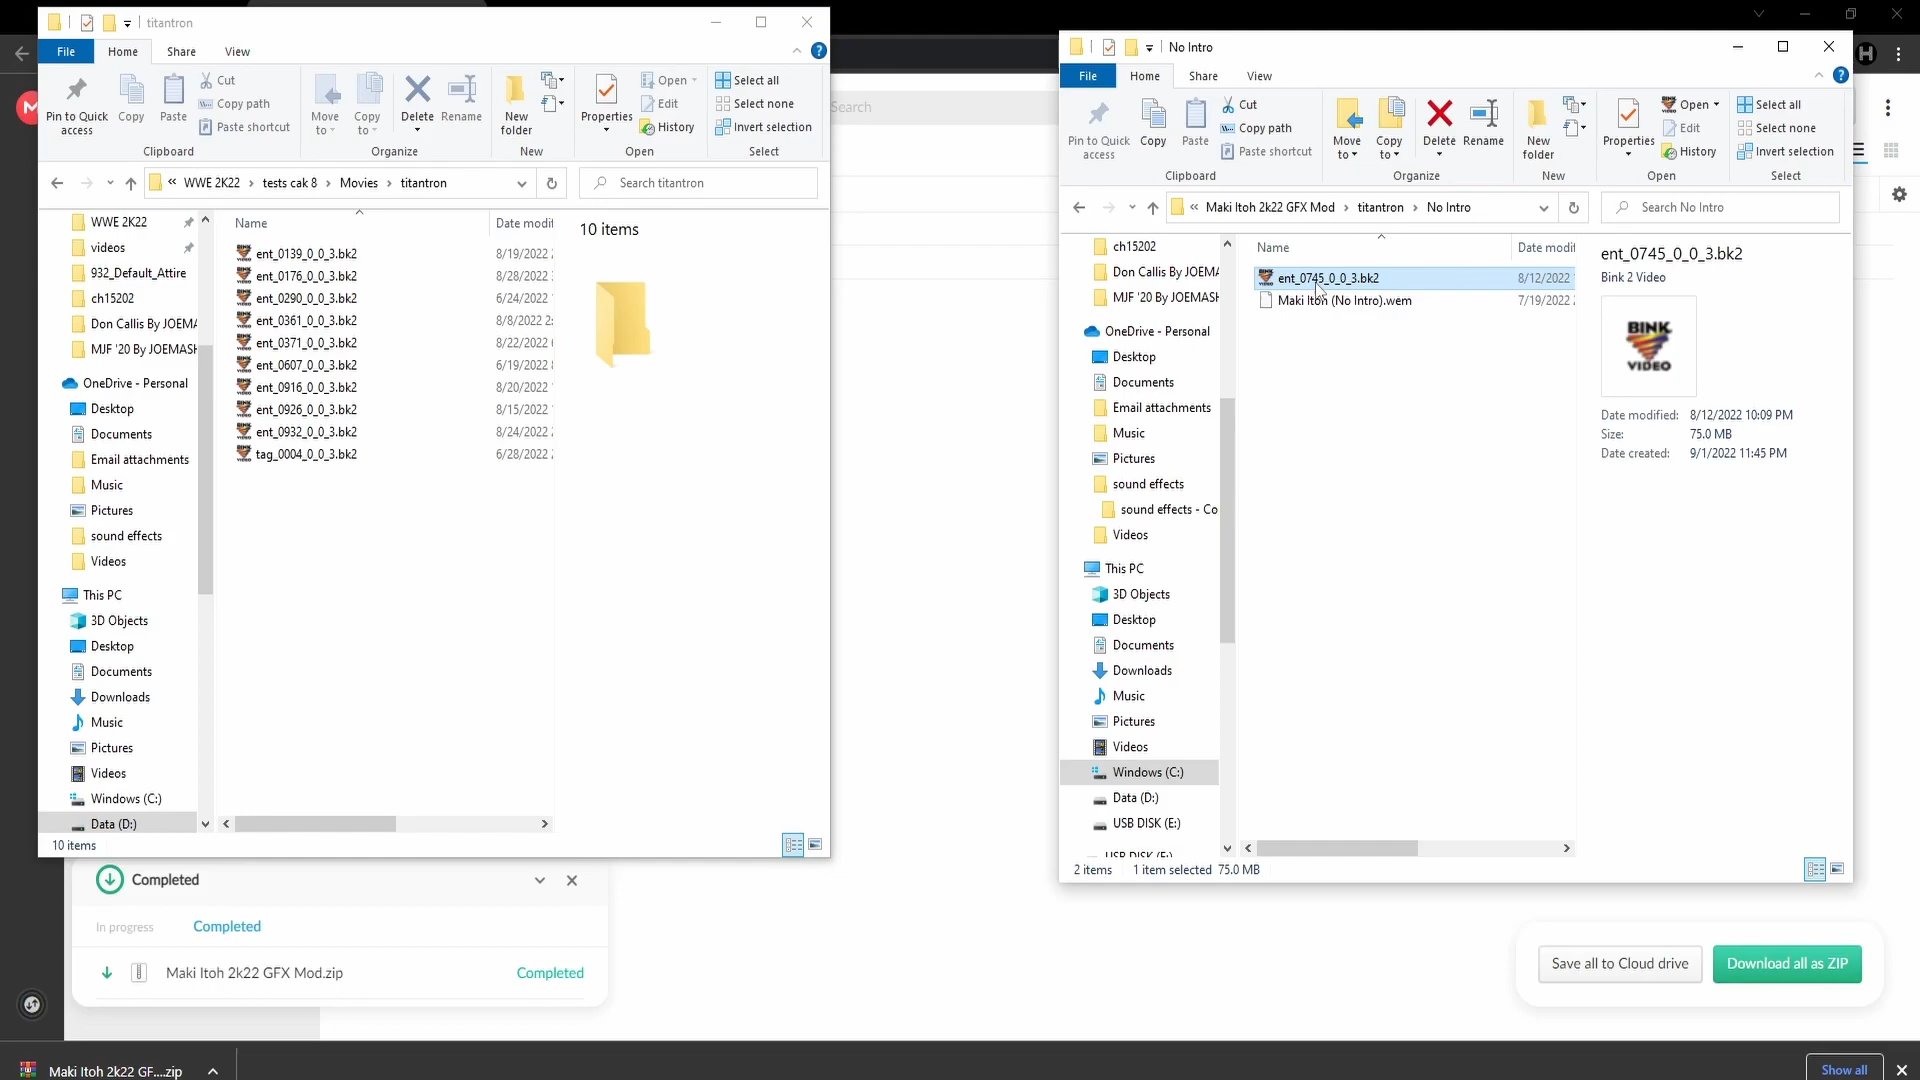 titantron
File
Home
Share
View
Pin to Quick access
Copy
Paste
Cut
Copy path
Paste shortcut
Clipboard
Move to
Copy to
Delete
Rename
Organize
New folder
New
Properties
Open
Edit
History
Open
Select all
Select none
Invert selection
Select
« WWE 2K22 › tests cak 8 › Movies › titantron
Search titantron
WWE 2K22
videos
932_Default_Attire
ch15202
Don Callis By JOEMA
MJF '20 By JOEMASH
OneDrive - Personal
Desktop
Documents
Email attachments
Music
Pictures
sound effects
Videos
This PC
3D Objects
Desktop
Documents
Downloads
Music
Pictures
Videos
Windows (C:)
Data (D:)
Name Date modif
ent_0139_0_0_3.bk2 8/19/2022
ent_0176_0_0_3.bk2 8/28/2022
ent_0290_0_0_3.bk2 6/24/2022
ent_0361_0_0_3.bk2 8/8/2022 2:
ent_0371_0_0_3.bk2 8/22/2022
ent_0607_0_0_3.bk2 6/19/2022
ent_0916_0_0_3.bk2 8/20/2022
ent_0926_0_0_3.bk2 8/15/2022
ent_0932_0_0_3.bk2 8/24/2022
tag_0004_0_0_3.bk2 6/28/2022
10 items
10 items
Search
No Intro
File
Home
Share
View
Pin to Quick access
Copy
Paste
Cut
Copy path
Paste shortcut
Clipboard
Move to
Copy to
Delete
Rename
Organize
New folder
New
Properties
Open
Edit
History
Open
Select all
Select none
Invert selection
Select
« Maki Itoh 2k22 GFX Mod › titantron › No Intro
Search No Intro
ch15202
Don Callis By JOEMA
MJF '20 By JOEMASH
OneDrive - Personal
Desktop
Documents
Email attachments
Music
Pictures
sound effects
sound effects - Co
Videos
This PC
3D Objects
Desktop
Documents
Downloads
Music
Pictures
Videos
Windows (C:)
Data (D:)
USB DISK (E:)
USB DISK (E:)
Name Date modif
ent_0745_0_0_3.bk2 8/12/2022
Maki Itoh (No Intro).wem 7/19/2022
ent_0745_0_0_3.bk2
Bink 2 Video
BINK
VIDEO
Date modified: 8/12/2022 10:09 PM
Size: 75.0 MB
Date created: 9/1/2022 11:45 PM
2 items 1 item selected 75.0 MB
Completed
In progress Completed
Maki Itoh 2k22 GFX Mod.zip Completed
Save all to Cloud drive
Download all as ZIP
Maki Itoh 2k22 GF....zip
Show all
M
H